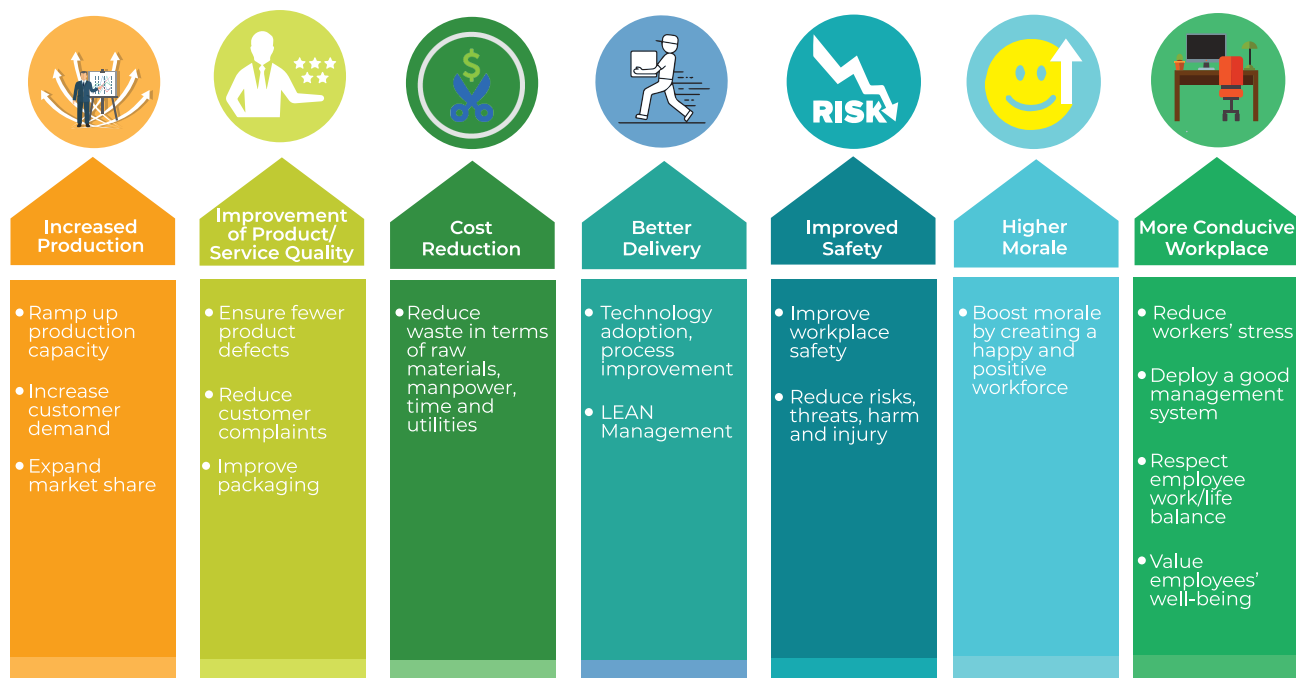 RISK
Increased
Production
Improvement
of Product/
Service Quality
Cost
Reduction
Better
Delivery
Improved
Safety
Higher
Morale
More Conducive
Workplace
• Ramp up
production
capacity
• Increase
customer
demand
• Expand
market share
• Ensure fewer
product
defects
• Reduce
customer
complaints
• Improve
packaging
• Reduce
waste in terms
of raw
materials,
manpower,
time and
utilities
• Technology
adoption,
process
improvement
• LEAN
Management
• Improve
workplace
safety
• Reduce risks,
threats, harm
and injury
• Boost morale
by creating a
happy and
positive
workforce
• Reduce
workers’ stress
• Deploy a good
management
system
• Respect
employee
work/life
balance
• Value
employees’
well-being